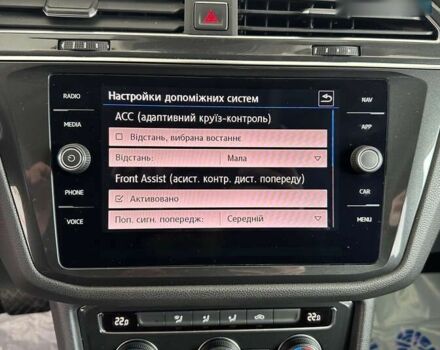 RADIO
MEDIA
PHONE
VOICE
Настройки допоміжних систем
ACC (адаптивний круїз-контроль)
Відстань, вибрана востаннє
Відстань: Мала
Front Assist (асист. контр. дист. попереду)
Активовано
Поп. сигн. попередж: Середній
NAV
APP
CAR
MENU
22.0
22.0